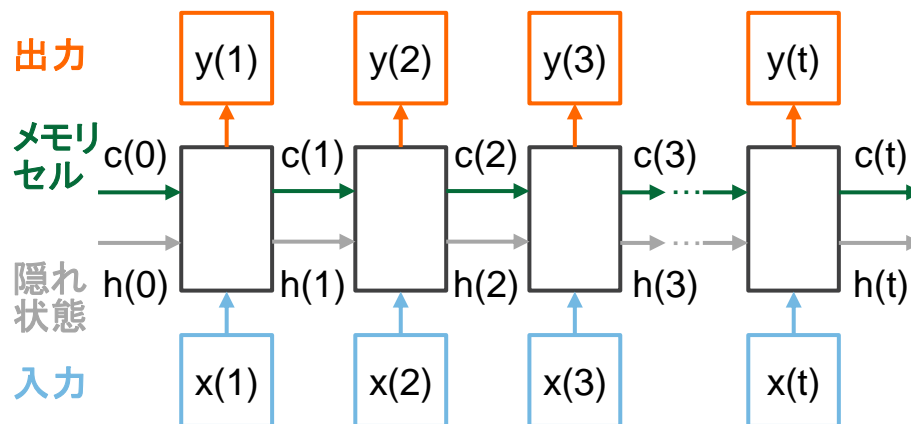 出力
y(1) y(2) y(3) y(t)
メモリ
セル
c(0) c(1) c(2) c(3) c(t)
隠れ
状態
h(0) h(1) h(2) h(3) h(t)
入力
x(1) x(2) x(3) x(t)